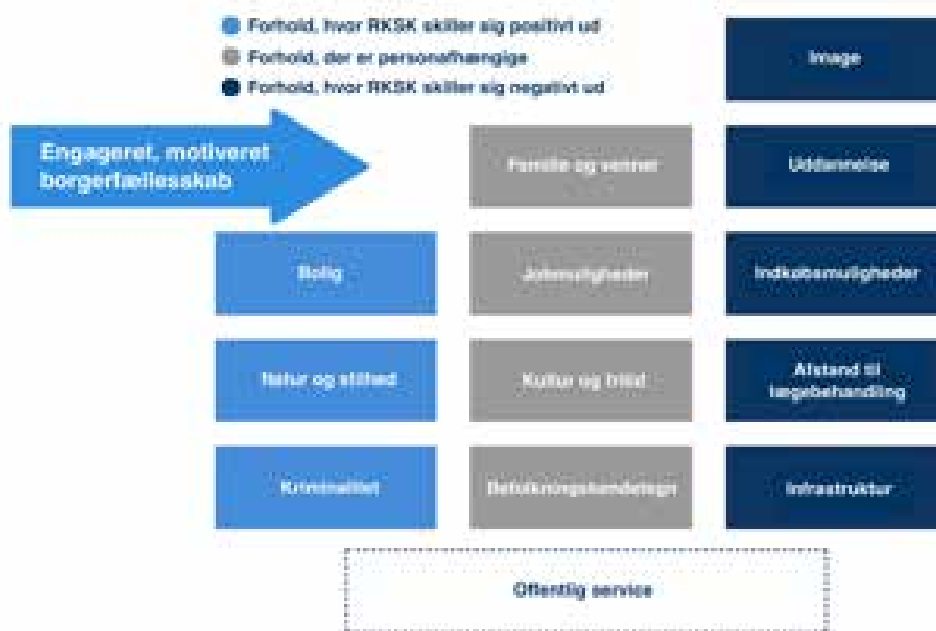 Forhold, hvor RKSK skiller sig positivt ud
Forhold, der er personafhængige
Forhold, hvor RKSK skiller sig negativt ud
Image
Engageret, motiveret
borgerfællesskab
Familie og venner
Uddannelse
Bolig
Jobmuligheder
Indkøbsmuligheder
Natur og stilhed
Kultur og fritid
Afstand til
lægebehandling
Kriminalitet
Befolkningskendetegn
Infrastruktur
Offentlig service